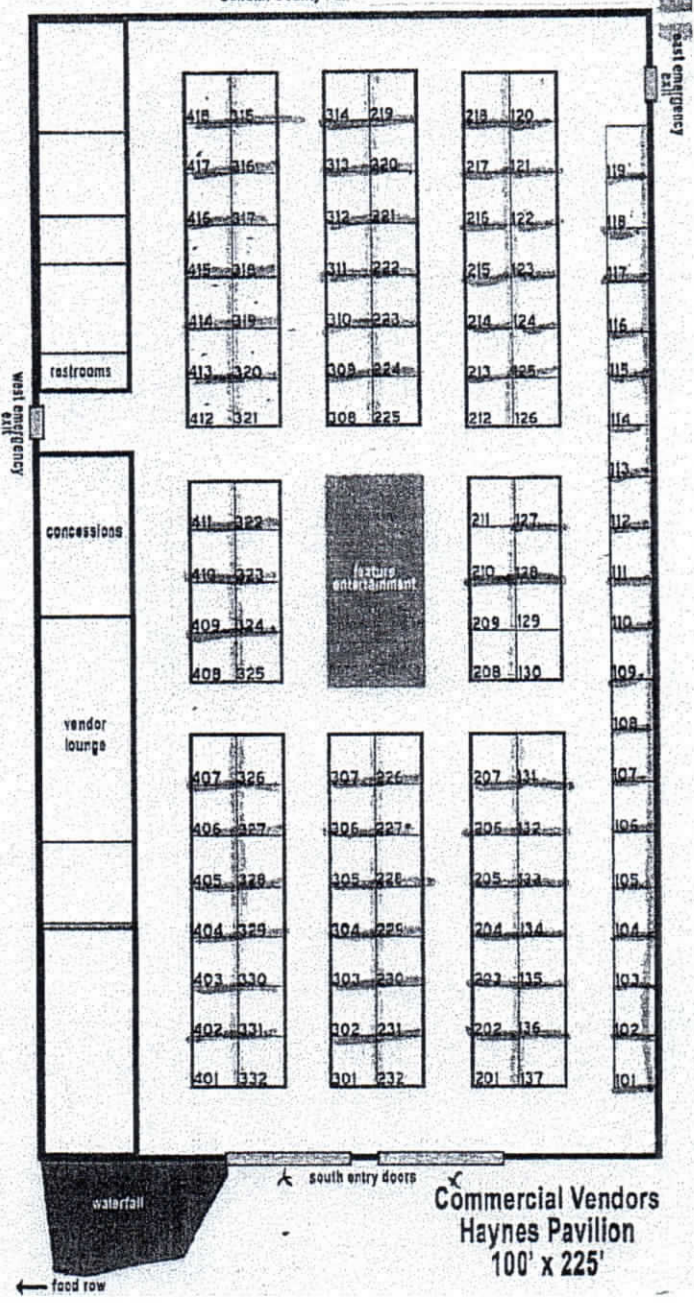 east emergency
exit
418 315 314 219 218 120
417 316 313 220 217 121
119
416 317 312 221 216 122
118
415 318 311 222 215 123
117
414 319 310 223 214 124
116
restrooms
413 320 309 224 213 125
115
412 321 308 225 212 126
114
west emergency
exit
113
concessions
411 322 211 127
112
feature
entertainment
410 323 210 128
111
409 324 209 129
110
408 325 208 130
109
vendor
lounge
108
407 326 307 226 207 131
107
406 327 306 227 206 132
106
405 328 305 228 205 133
105
404 329 304 229 204 134
104
403 330 303 230 203 135
103
402 331 302 231 202 136
102
401 332 301 232 201 137
101
south entry doors
waterfall
Commercial Vendors
Haynes Pavilion
100' x 225'
food row